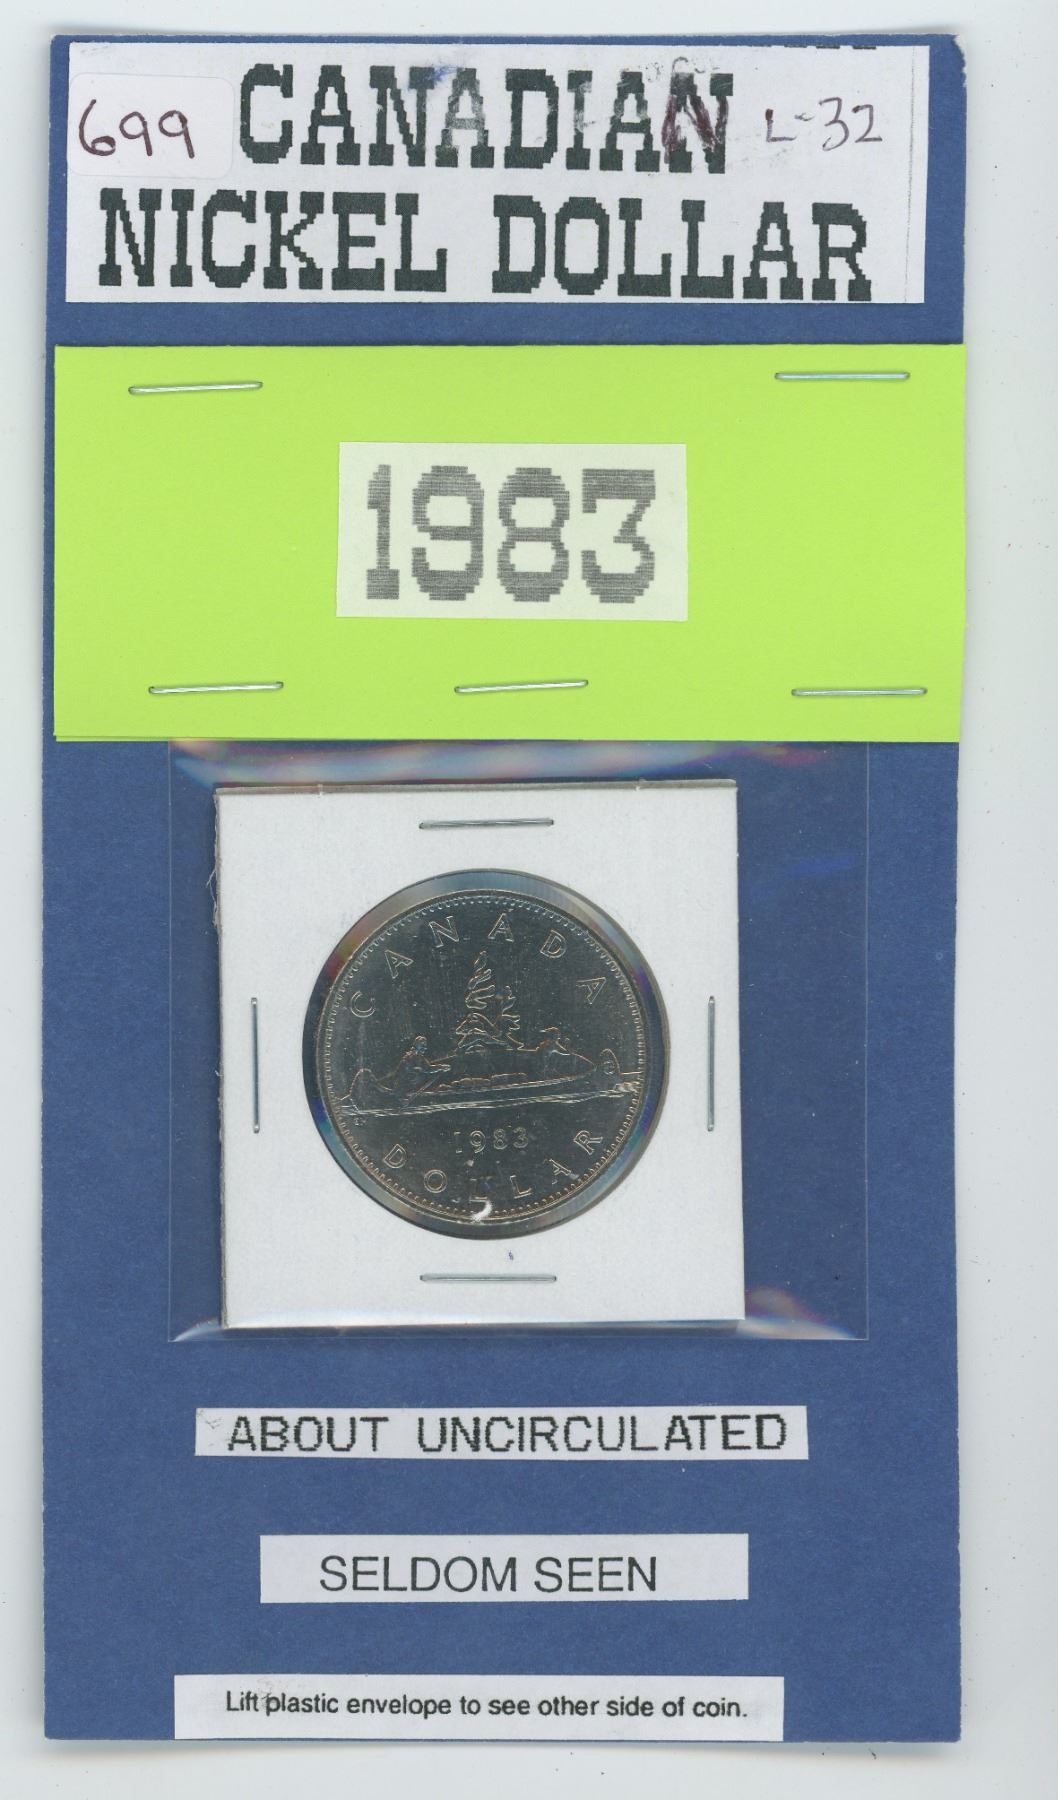 699
CANADIAN
L-32
NICKEL DOLLAR
1983
CANADA
1983
DOLLAR
ABOUT UNCIRCULATED
SELDOM SEEN
Lift plastic envelope to see other side of coin.